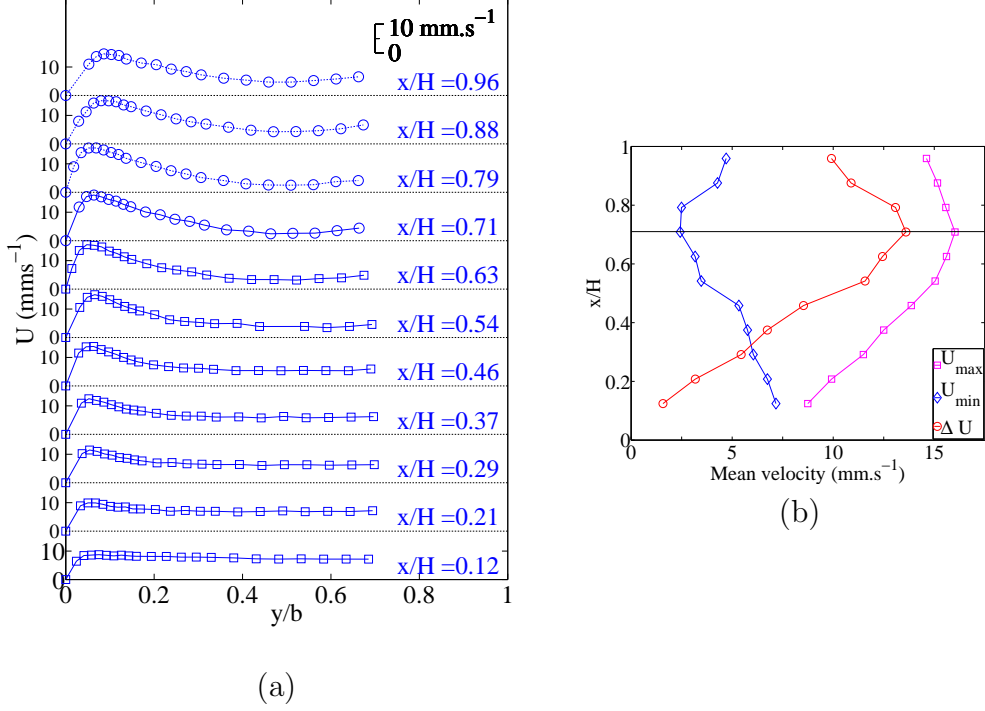 10 mm.s⁻¹
0
10
0
x/H =0.96
10
0
x/H =0.88
10
0
x/H =0.79
10
0
x/H =0.71
10
0
x/H =0.63
10
0
x/H =0.54
10
0
x/H =0.46
10
0
x/H =0.37
10
0
x/H =0.29
10
0
x/H =0.21
10
0
x/H =0.12
U (mms⁻¹)
0 0.2 0.4 0.6 0.8 1
y/b
(a)
1
0.8
0.6
0.4
0.2
0
x/H
U_max
U_min
Δ U
0 5 10 15
Mean velocity (mm.s⁻¹)
(b)